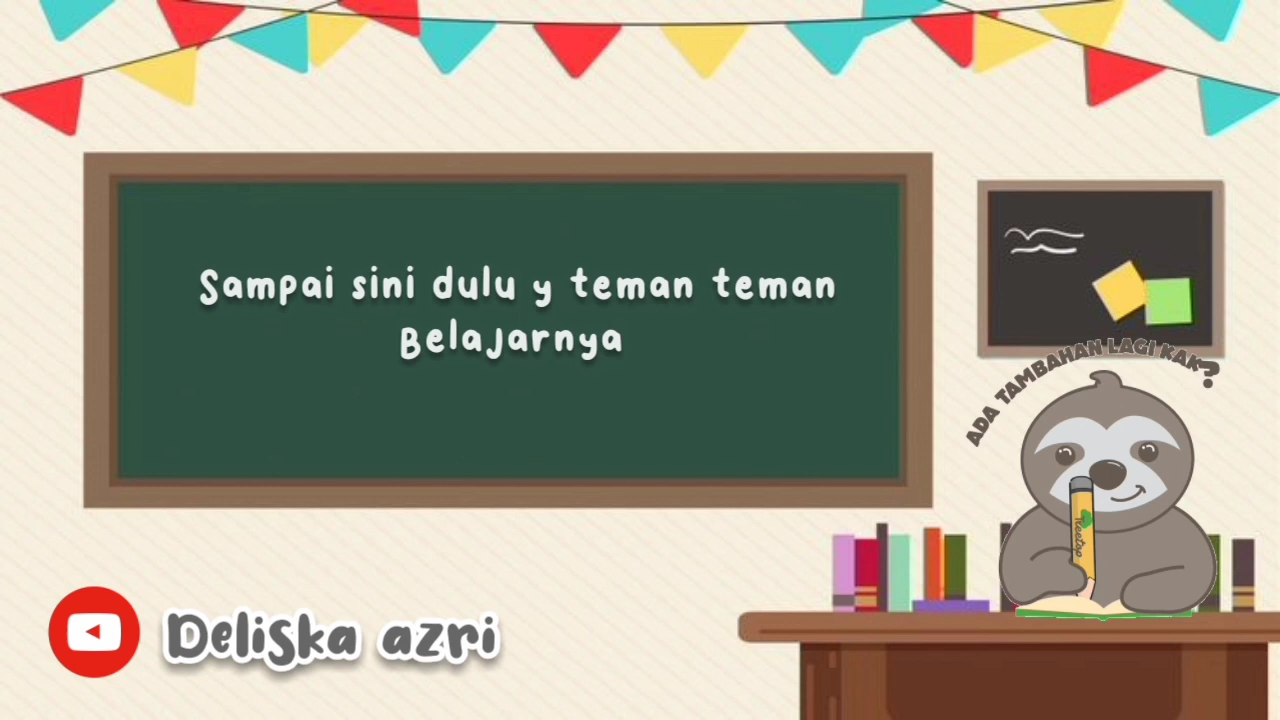 Sampai sini dulu y teman teman
BelaJarnya
ADA TAMBAHAN LAGI KAK?
Deliska azri